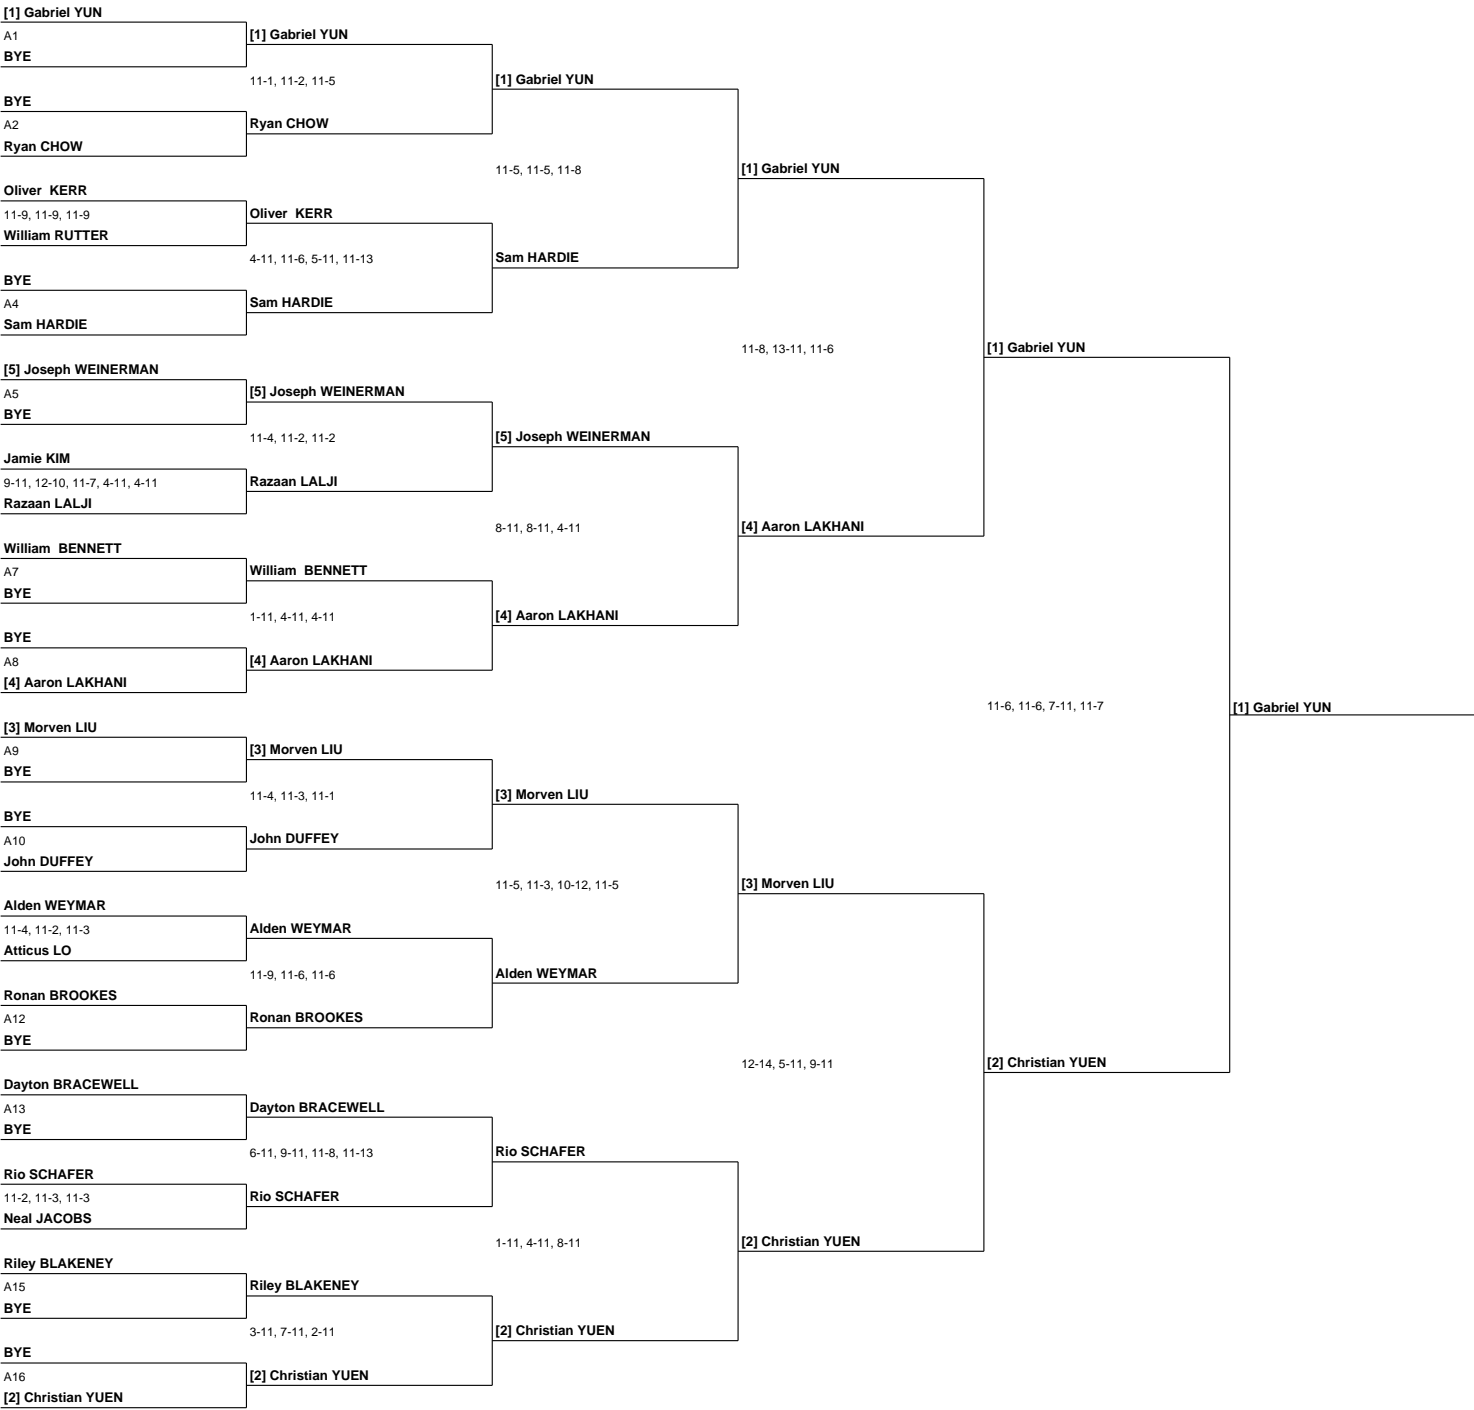 [1] Gabriel YUN
A1
BYE
BYE
A2
Ryan CHOW
Oliver  KERR
11-9, 11-9, 11-9
William RUTTER
BYE
A4
Sam HARDIE
[5] Joseph WEINERMAN
A5
BYE
Jamie KIM
9-11, 12-10, 11-7, 4-11, 4-11
Razaan LALJI
William  BENNETT
A7
BYE
BYE
A8
[4] Aaron LAKHANI
[3] Morven LIU
A9
BYE
BYE
A10
John DUFFEY
Alden WEYMAR
11-4, 11-2, 11-3
Atticus LO
Ronan BROOKES
A12
BYE
Dayton BRACEWELL
A13
BYE
Rio SCHAFER
11-2, 11-3, 11-3
Neal JACOBS
Riley BLAKENEY
A15
BYE
BYE
A16
[2] Christian YUEN
[1] Gabriel YUN
11-1, 11-2, 11-5
Ryan CHOW
Oliver  KERR
4-11, 11-6, 5-11, 11-13
Sam HARDIE
[5] Joseph WEINERMAN
11-4, 11-2, 11-2
Razaan LALJI
William  BENNETT
1-11, 4-11, 4-11
[4] Aaron LAKHANI
[3] Morven LIU
11-4, 11-3, 11-1
John DUFFEY
Alden WEYMAR
11-9, 11-6, 11-6
Ronan BROOKES
Dayton BRACEWELL
6-11, 9-11, 11-8, 11-13
Rio SCHAFER
Riley BLAKENEY
3-11, 7-11, 2-11
[2] Christian YUEN
[1] Gabriel YUN
11-5, 11-5, 11-8
Sam HARDIE
[5] Joseph WEINERMAN
8-11, 8-11, 4-11
[4] Aaron LAKHANI
[3] Morven LIU
11-5, 11-3, 10-12, 11-5
Alden WEYMAR
Rio SCHAFER
1-11, 4-11, 8-11
[2] Christian YUEN
[1] Gabriel YUN
11-8, 13-11, 11-6
[4] Aaron LAKHANI
[3] Morven LIU
12-14, 5-11, 9-11
[2] Christian YUEN
[1] Gabriel YUN
11-6, 11-6, 7-11, 11-7
[2] Christian YUEN
[1] Gabriel YUN